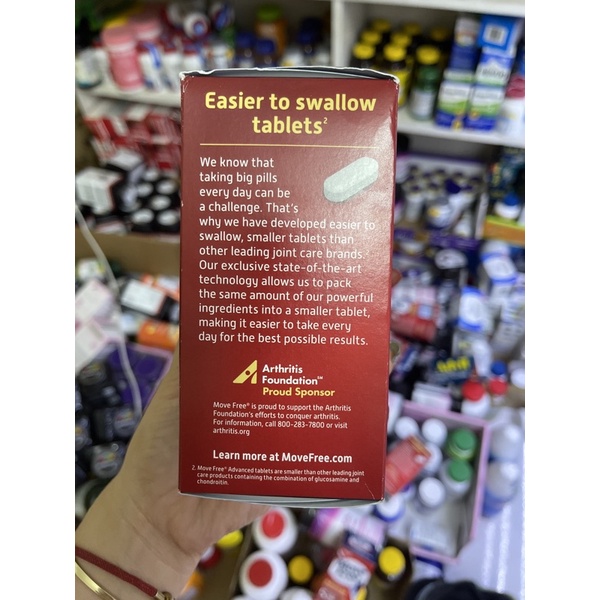 Easier to swallow
tablets²
We know that
taking big pills
every day can be
a challenge. That's
why we have developed easier to
swallow, smaller tablets than
other leading joint care brands.²
Our exclusive state-of-the-art
technology allows us to pack
the same amount of our powerful
ingredients into a smaller tablet,
making it easier to take every
day for the best possible results.
Arthritis
Foundation™
Proud Sponsor
Move Free® is proud to support the Arthritis
Foundation's efforts to conquer arthritis.
For information, call 800-283-7800 or visit
arthritis.org
Learn more at MoveFree.com
2. Move Free® Advanced tablets are smaller than other leading joint
care products containing the combination of glucosamine and
chondroitin.